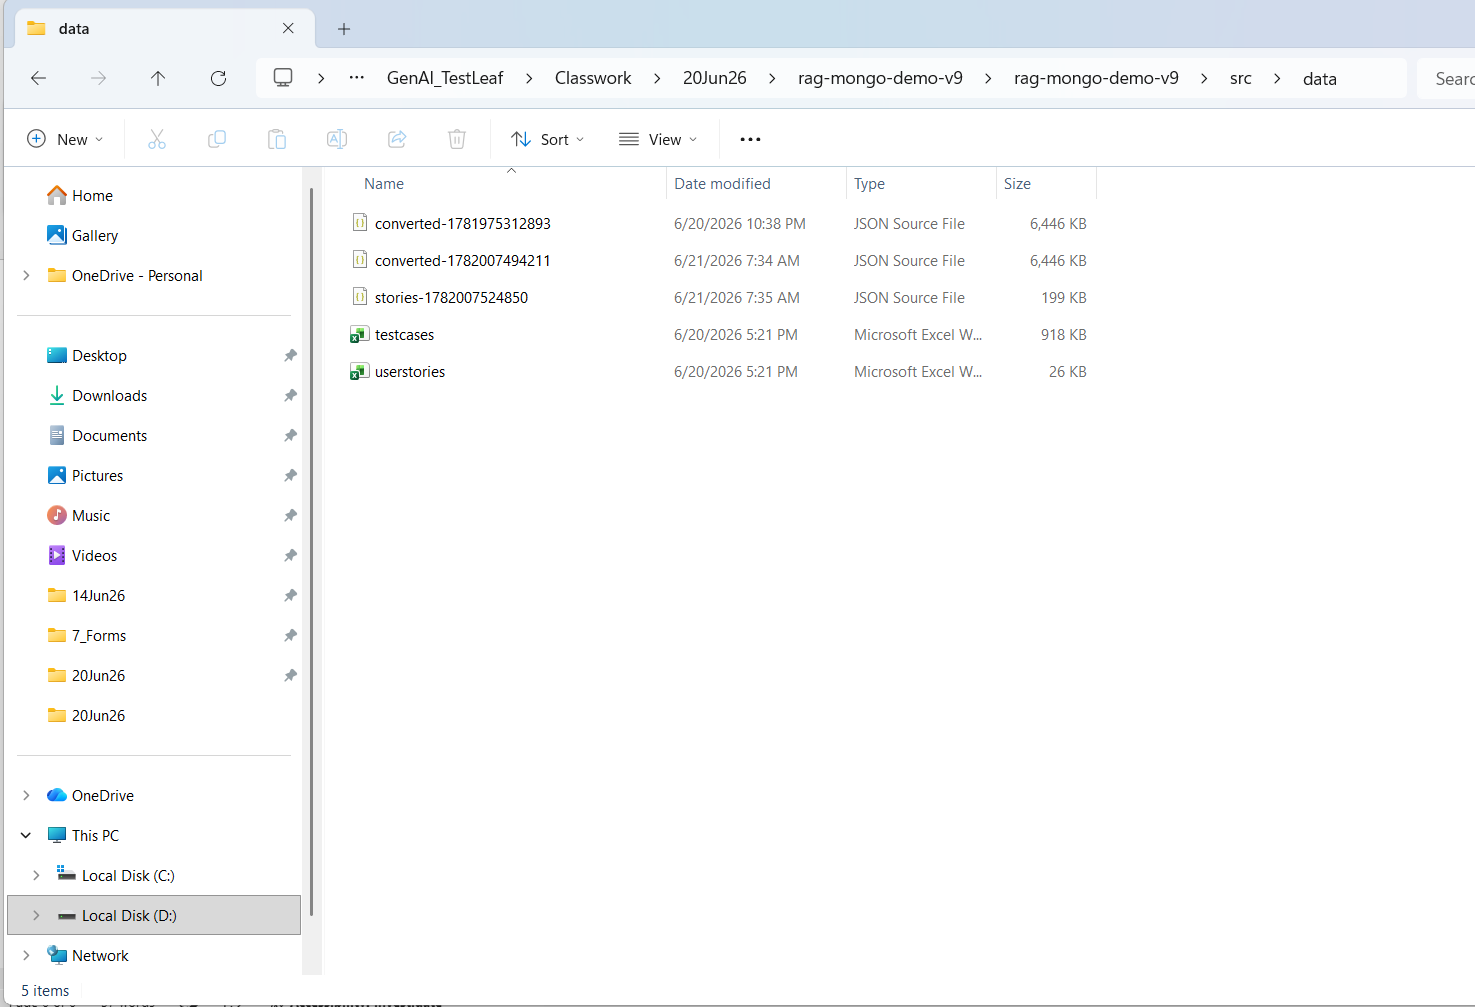 data
··· GenAI_TestLeaf > Classwork > 20Jun26 > rag-mongo-demo-v9 > rag-mongo-demo-v9 > src > data
New Sort View
Name Date modified Type Size
converted-1781975312893 6/20/2026 10:38 PM JSON Source File 6,446 KB
converted-1782007494211 6/21/2026 7:34 AM JSON Source File 6,446 KB
stories-1782007524850 6/21/2026 7:35 AM JSON Source File 199 KB
testcases 6/20/2026 5:21 PM Microsoft Excel W... 918 KB
userstories 6/20/2026 5:21 PM Microsoft Excel W... 26 KB
Home
Gallery
OneDrive - Personal
Desktop
Downloads
Documents
Pictures
Music
Videos
14Jun26
7_Forms
20Jun26
20Jun26
OneDrive
This PC
Local Disk (C:)
Local Disk (D:)
Network
5 items